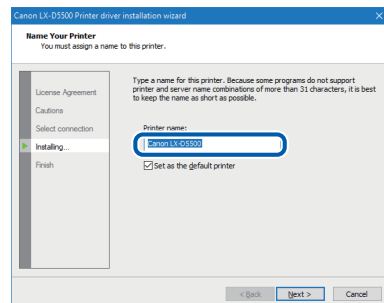 Canon LX-D5500 Printer driver installation wizard
Name Your Printer
You must assign a name to this printer.
License Agreement
Cautions
Select connection
Installing...
Finish
Type a name for this printer. Because some programs do not support
printer and server name combinations of more than 31 characters, it is best
to keep the name as short as possible.
Printer name:
Canon LX-D5500
Set as the default printer
< Back
Next >
Cancel